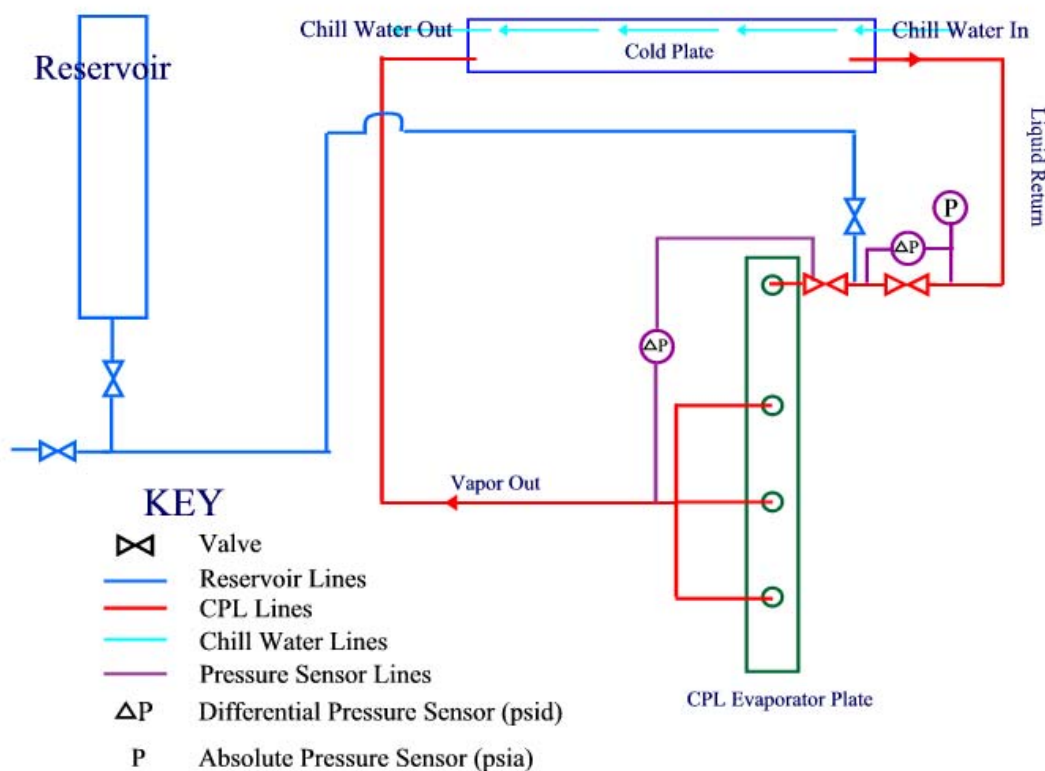 Chill Water Out
Chill Water In
Reservoir
Cold Plate
Liquid Return
P
ΔP
ΔP
Vapor Out
KEY
Valve
Reservoir Lines
CPL Lines
Chill Water Lines
Pressure Sensor Lines
CPL Evaporator Plate
ΔP Differential Pressure Sensor (psid)
P Absolute Pressure Sensor (psia)